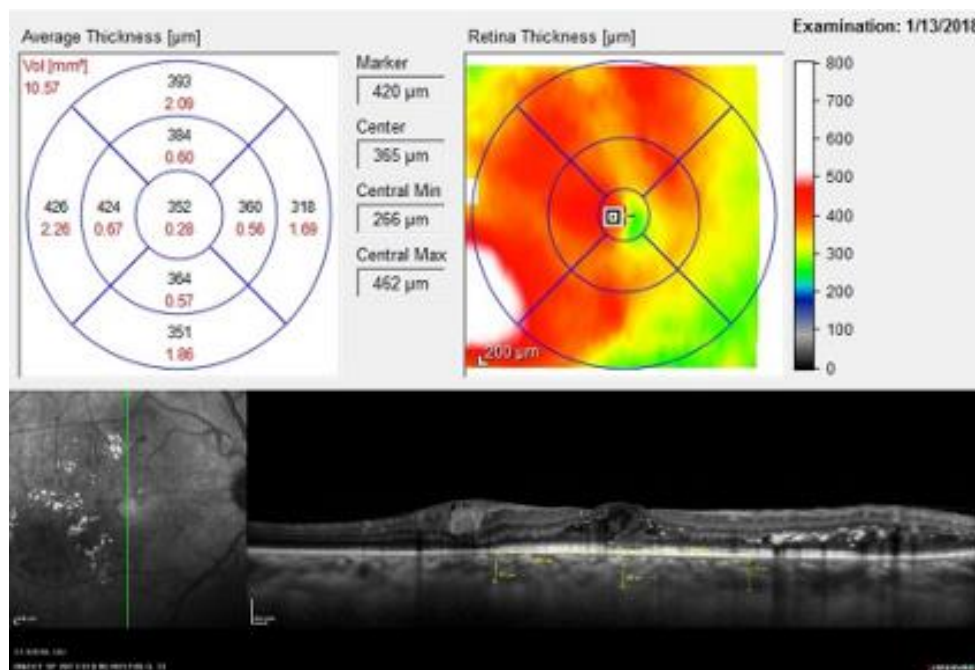 Examination: 1/13/2018
Average Thickness [µm]
Retina Thickness [µm]
Vol [mm³]
10.57
393
2.09
384
0.60
426
2.26
424
0.67
352
0.28
360
0.56
318
1.69
364
0.57
351
1.86
Marker
420 µm
Center
365 µm
Central Min
266 µm
Central Max
462 µm
200 µm
800
700
600
500
400
300
200
100
0